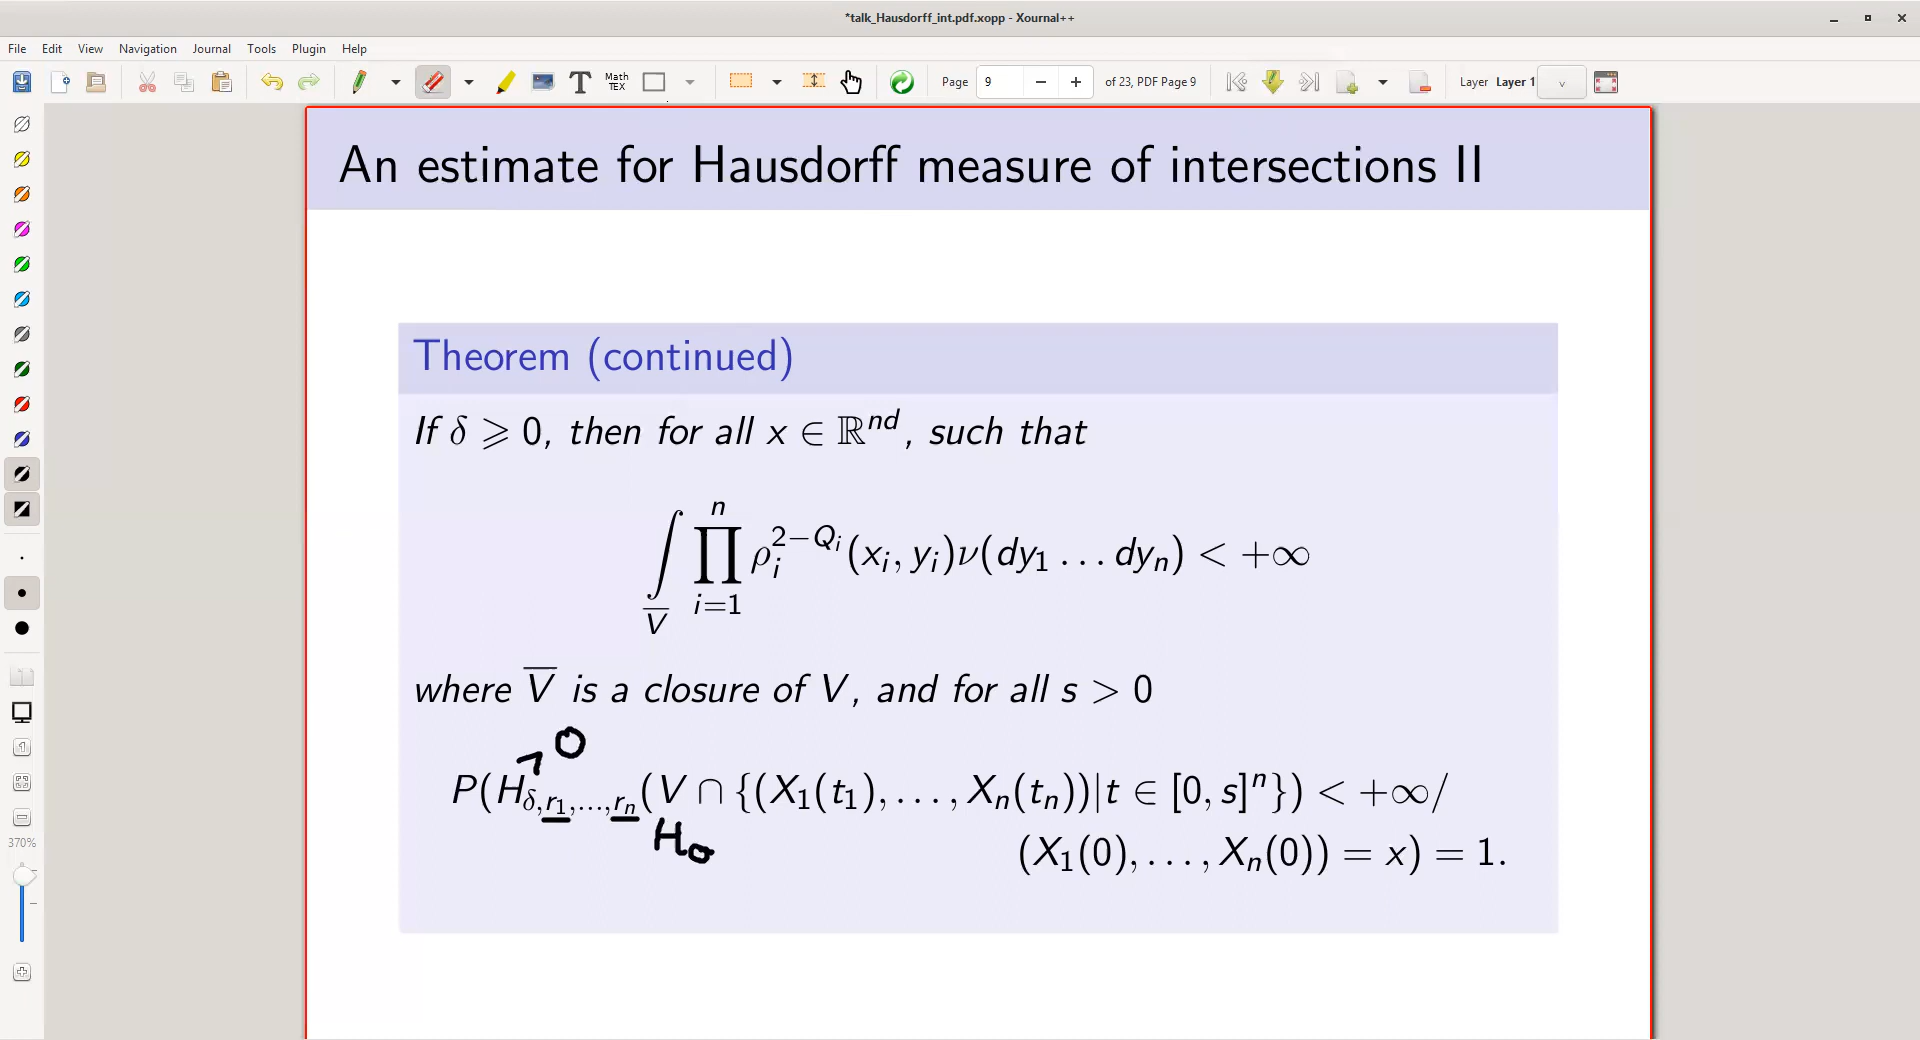 *talk_Hausdorff_int.pdf.xopp - Xournal++
File Edit View Navigation Journal Tools Plugin Help
Math TEX
Page 9 of 23, PDF Page 9 Layer Layer 1
An estimate for Hausdorff measure of intersections II
Theorem (continued)
If δ ⩾ 0, then for all x ∈ ℝ^{nd}, such that
∫_{\overline{V}} ∏_{i=1}^{n} ρ_i^{2−Q_i}(x_i, y_i)ν(dy_1 … dy_n) < +∞
where \overline{V} is a closure of V, and for all s > 0
> 0
P(H_{δ,r_1,…,r_n}(V ∩ {(X_1(t_1), …, X_n(t_n))|t ∈ [0, s]^n}) < +∞/
H_0
(X_1(0), …, X_n(0)) = x) = 1.
370%